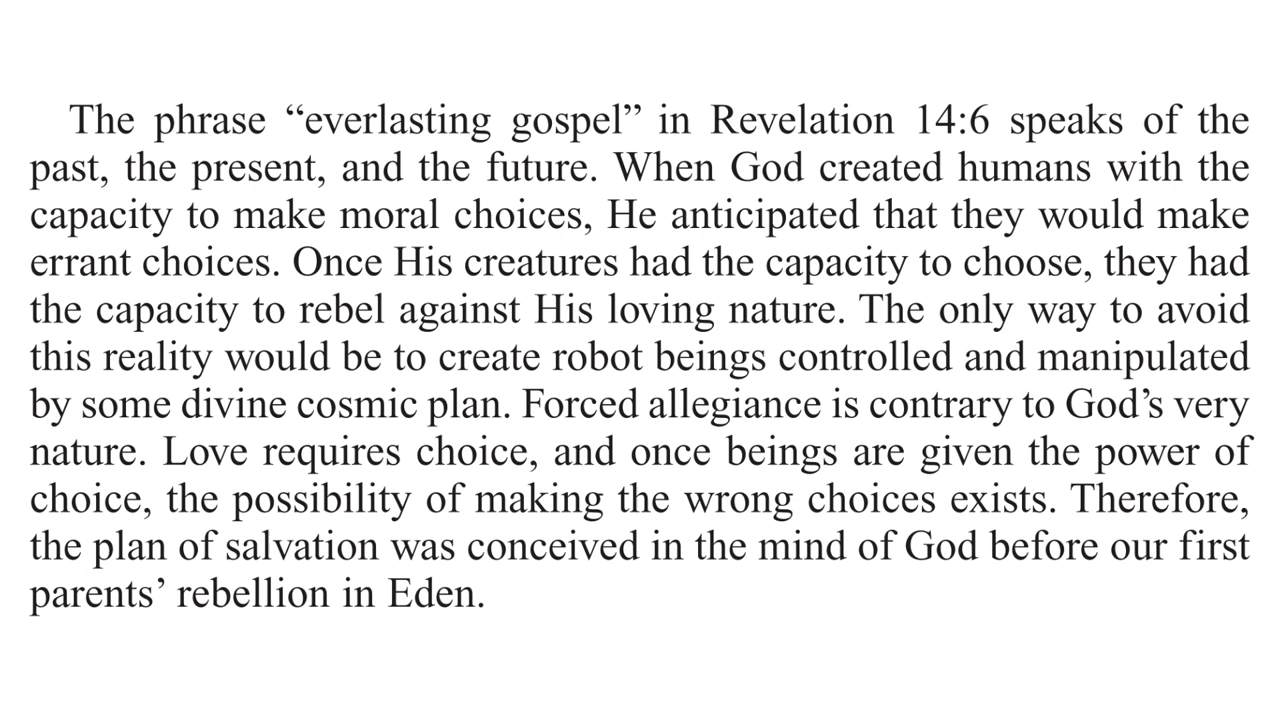 The phrase “everlasting gospel” in Revelation 14:6 speaks of the
past, the present, and the future. When God created humans with the
capacity to make moral choices, He anticipated that they would make
errant choices. Once His creatures had the capacity to choose, they had
the capacity to rebel against His loving nature. The only way to avoid
this reality would be to create robot beings controlled and manipulated
by some divine cosmic plan. Forced allegiance is contrary to God’s very
nature. Love requires choice, and once beings are given the power of
choice, the possibility of making the wrong choices exists. Therefore,
the plan of salvation was conceived in the mind of God before our first
parents’ rebellion in Eden.